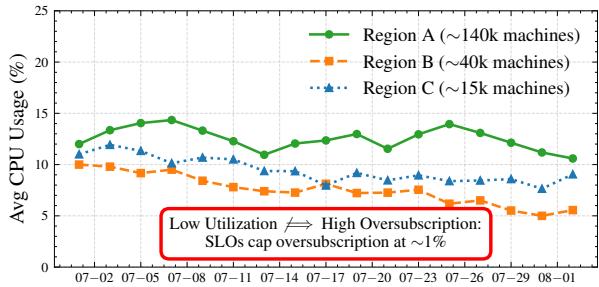 25
20
15
10
5
0
Avg CPU Usage (%)
Region A (∼140k machines)
Region B (∼40k machines)
Region C (∼15k machines)
Low Utilization ⇏ High Oversubscription:
SLOs cap oversubscription at ∼1%
07−02 07−05 07−08 07−11 07−14 07−17 07−20 07−23 07−26 07−29 08−01